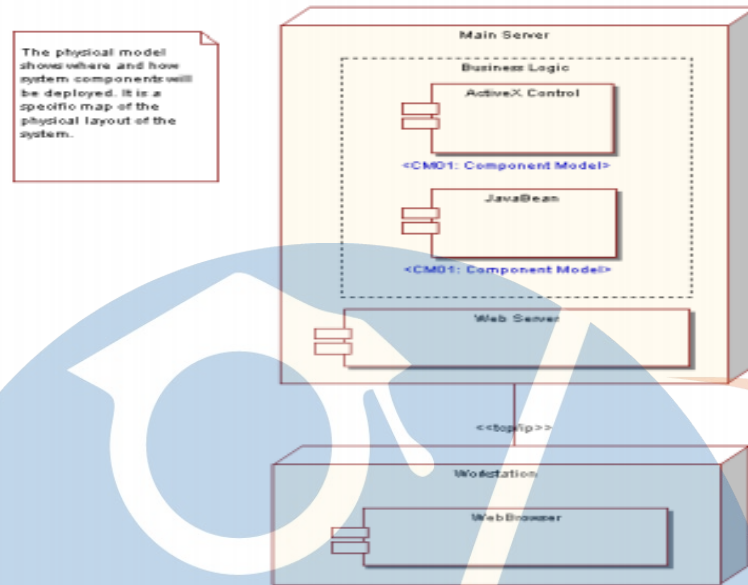 The physical model
shows where and how
system components will
be deployed. It is a
specific map of the
physical layout of the
system.
Main Server
Business Logic
ActiveX Control
<CM01: Component Model>
JavaBean
<CM01: Component Model>
Web Server
<<tcp/ip>>
Workstation
WebBrowser